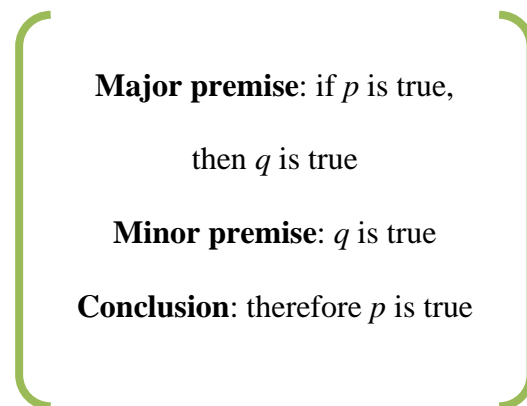 Major premise: if p is true,
then q is true
Minor premise: q is true
Conclusion: therefore p is true